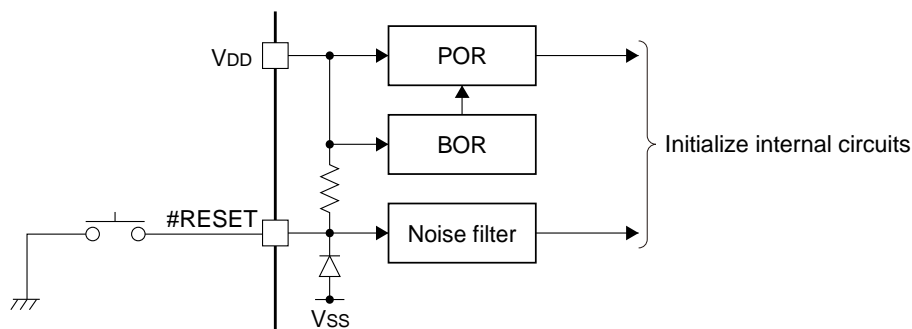 VDD
POR
BOR
Initialize internal circuits
#RESET
Noise filter
VSS